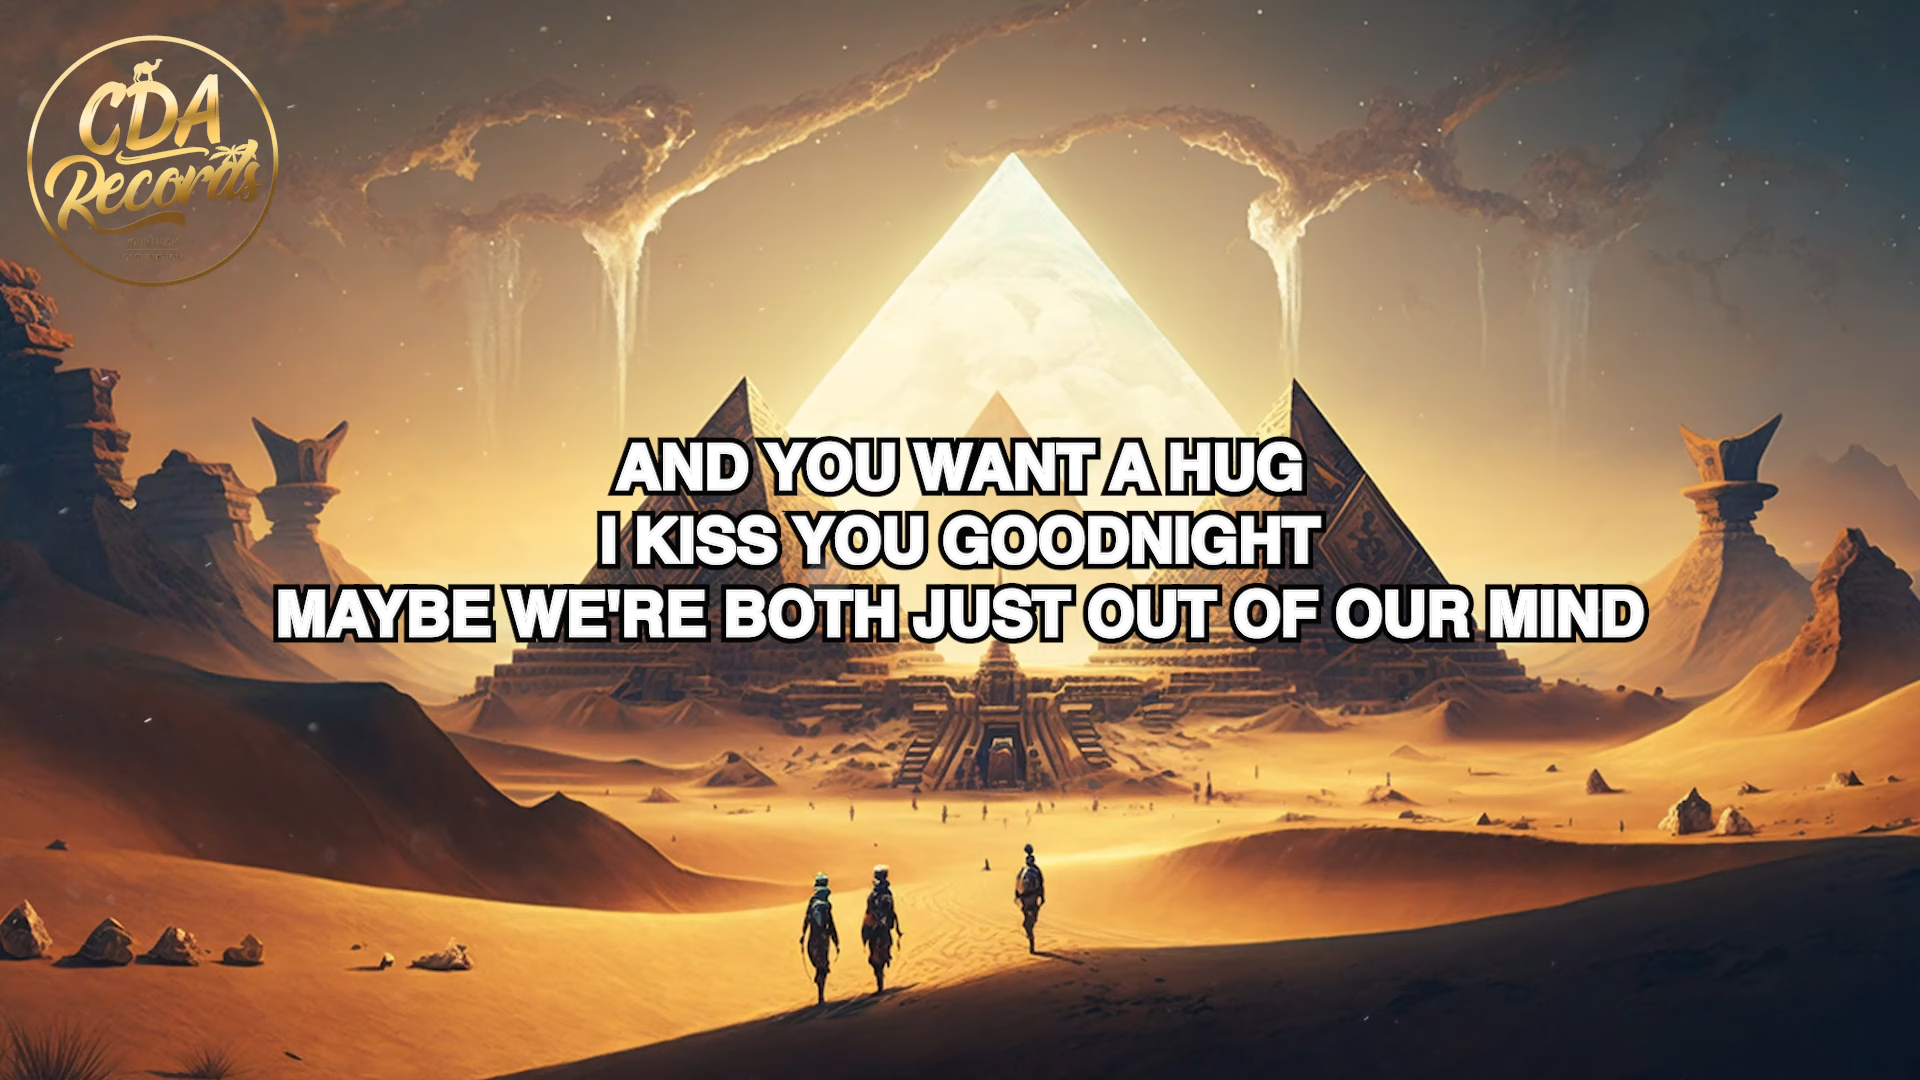 CDA
Records
AND YOU WANT A HUG
I KISS YOU GOODNIGHT
MAYBE WE'RE BOTH JUST OUT OF OUR MIND